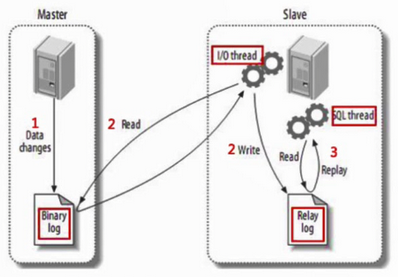 Master
Slave
I/O thread
SQL thread
1
Data
changes
2 Read
2 Write
Read
3
Replay
Binary
log
Relay
log